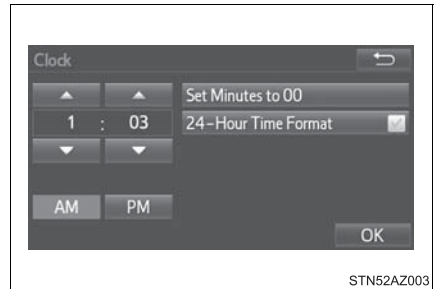 Clock
Set Minutes to 00
1 : 03
24-Hour Time Format
AM PM
OK
STN52AZ003